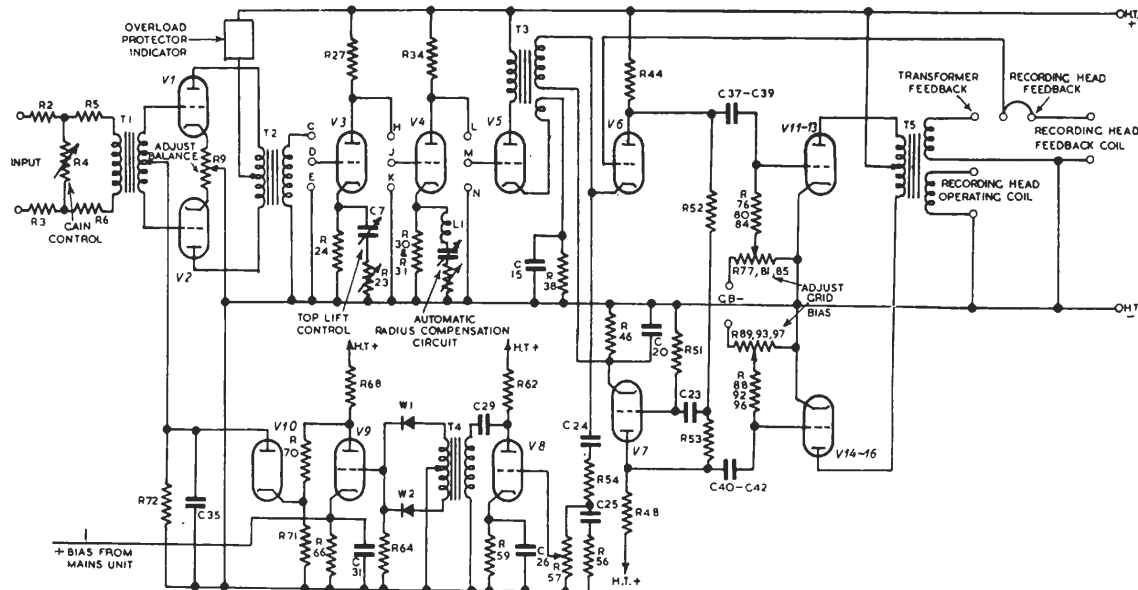 OVERLOAD
PROTECTOR
INDICATOR
H.T.
+
R27
R34
T3
R44
V1
C37-C39
TRANSFORMER
FEEDBACK
RECORDING HEAD
FEEDBACK
R2
R5
T1
T2
C
V3
H
V4
L
V5
V6
V11-13
T5
RECORDING HEAD
FEEDBACK COIL
INPUT
R4
ADJUST
BALANCE
R9
D
J
M
E
K
N
R
76
80
84
RECORDING HEAD
OPERATING COIL
R3
R6
GAIN
CONTROL
V2
C7
L1
R52
R
24
R
23
R
30
&
R
31
C
15
R
38
R77, 81, 85
GB-
ADJUST
GRID
BIAS
H.T.
-
TOP LIFT
CONTROL
AUTOMATIC
RADIUS COMPENSATION
CIRCUIT
R
46
C
20
R51
R89,93,97
H.T.+
H.T.+
R68
R62
R
88
92
96
W1
T4
C29
C23
V10
V9
V8
C24
V7
R53
V14-16
R
70
W2
R54
C40-C42
R72
C35
C25
R48
R71
R
66
C
31
R64
R
59
C
26
R
57
R
56
+ BIAS FROM
MAINS UNIT
H.T.+